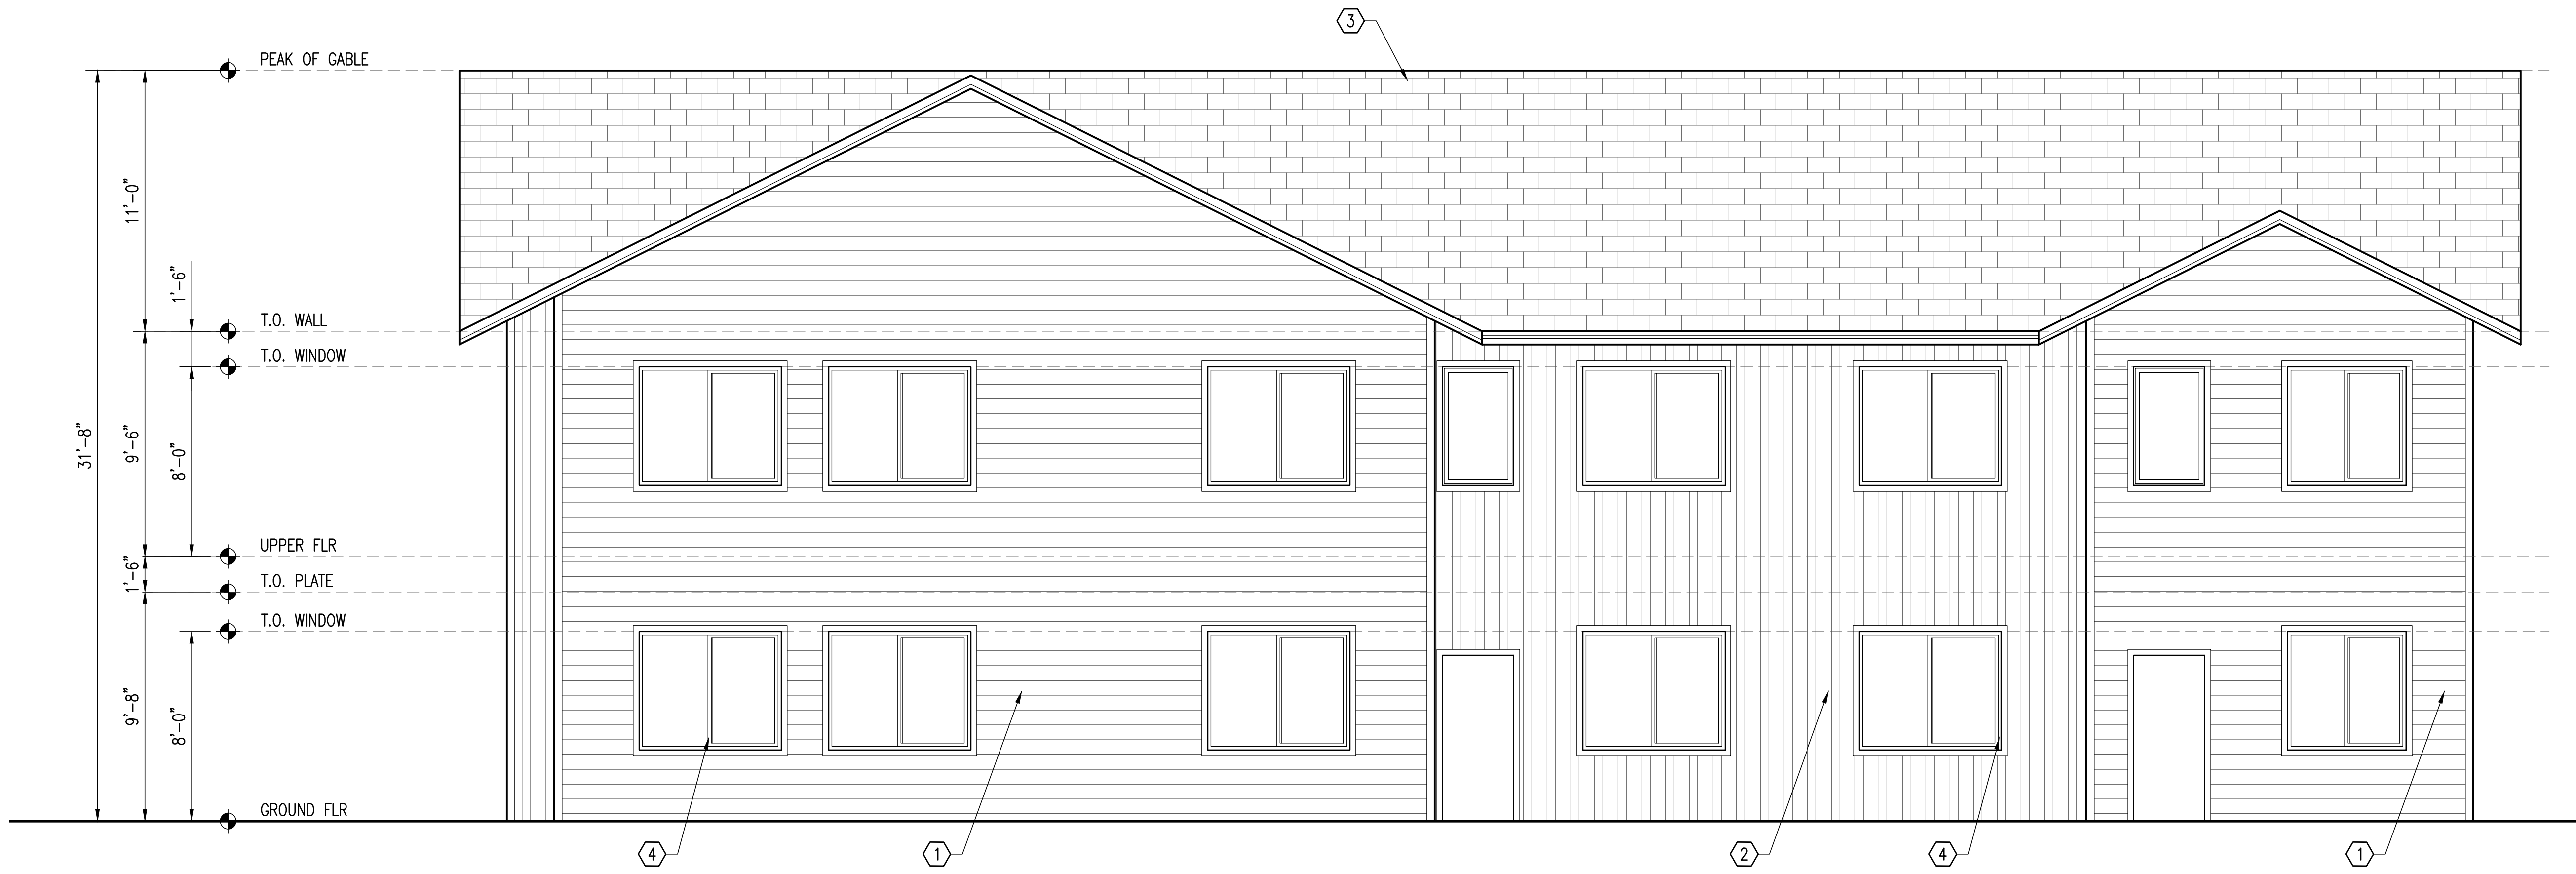 3
PEAK OF GABLE
11'-0"
1'-6"
T.O. WALL
T.O. WINDOW
31'-8"
9'-6"
8'-0"
UPPER FLR
1'-6"
T.O. PLATE
T.O. WINDOW
9'-8"
8'-0"
GROUND FLR
4
1
2
4
1